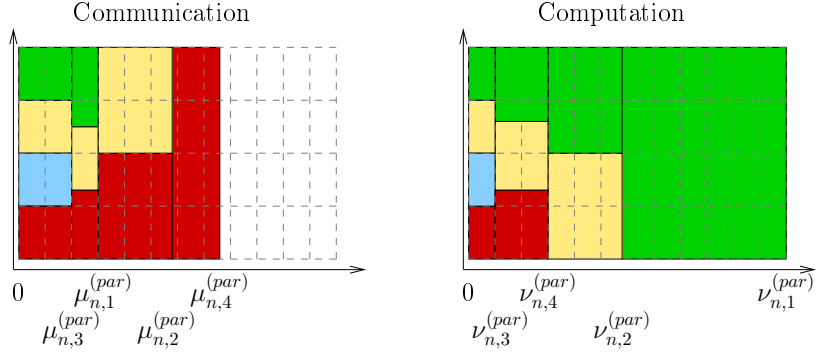 Communication
Computation
0 μ_{n,1}^{(par)} μ_{n,4}^{(par)}
μ_{n,3}^{(par)} μ_{n,2}^{(par)}
0 ν_{n,4}^{(par)} ν_{n,1}^{(par)}
ν_{n,3}^{(par)} ν_{n,2}^{(par)}